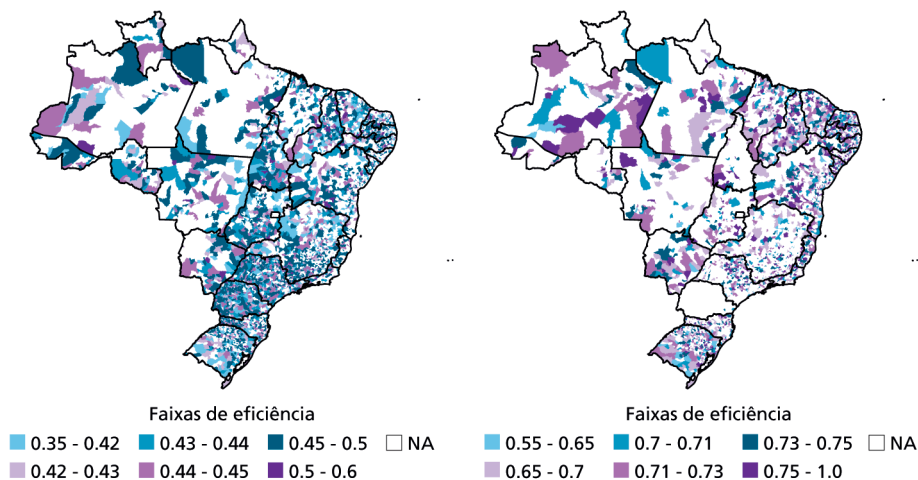 Faixas de eficiência
0.35 - 0.42 0.43 - 0.44 0.45 - 0.5 NA
0.42 - 0.43 0.44 - 0.45 0.5 - 0.6
Faixas de eficiência
0.55 - 0.65 0.7 - 0.71 0.73 - 0.75 NA
0.65 - 0.7 0.71 - 0.73 0.75 - 1.0